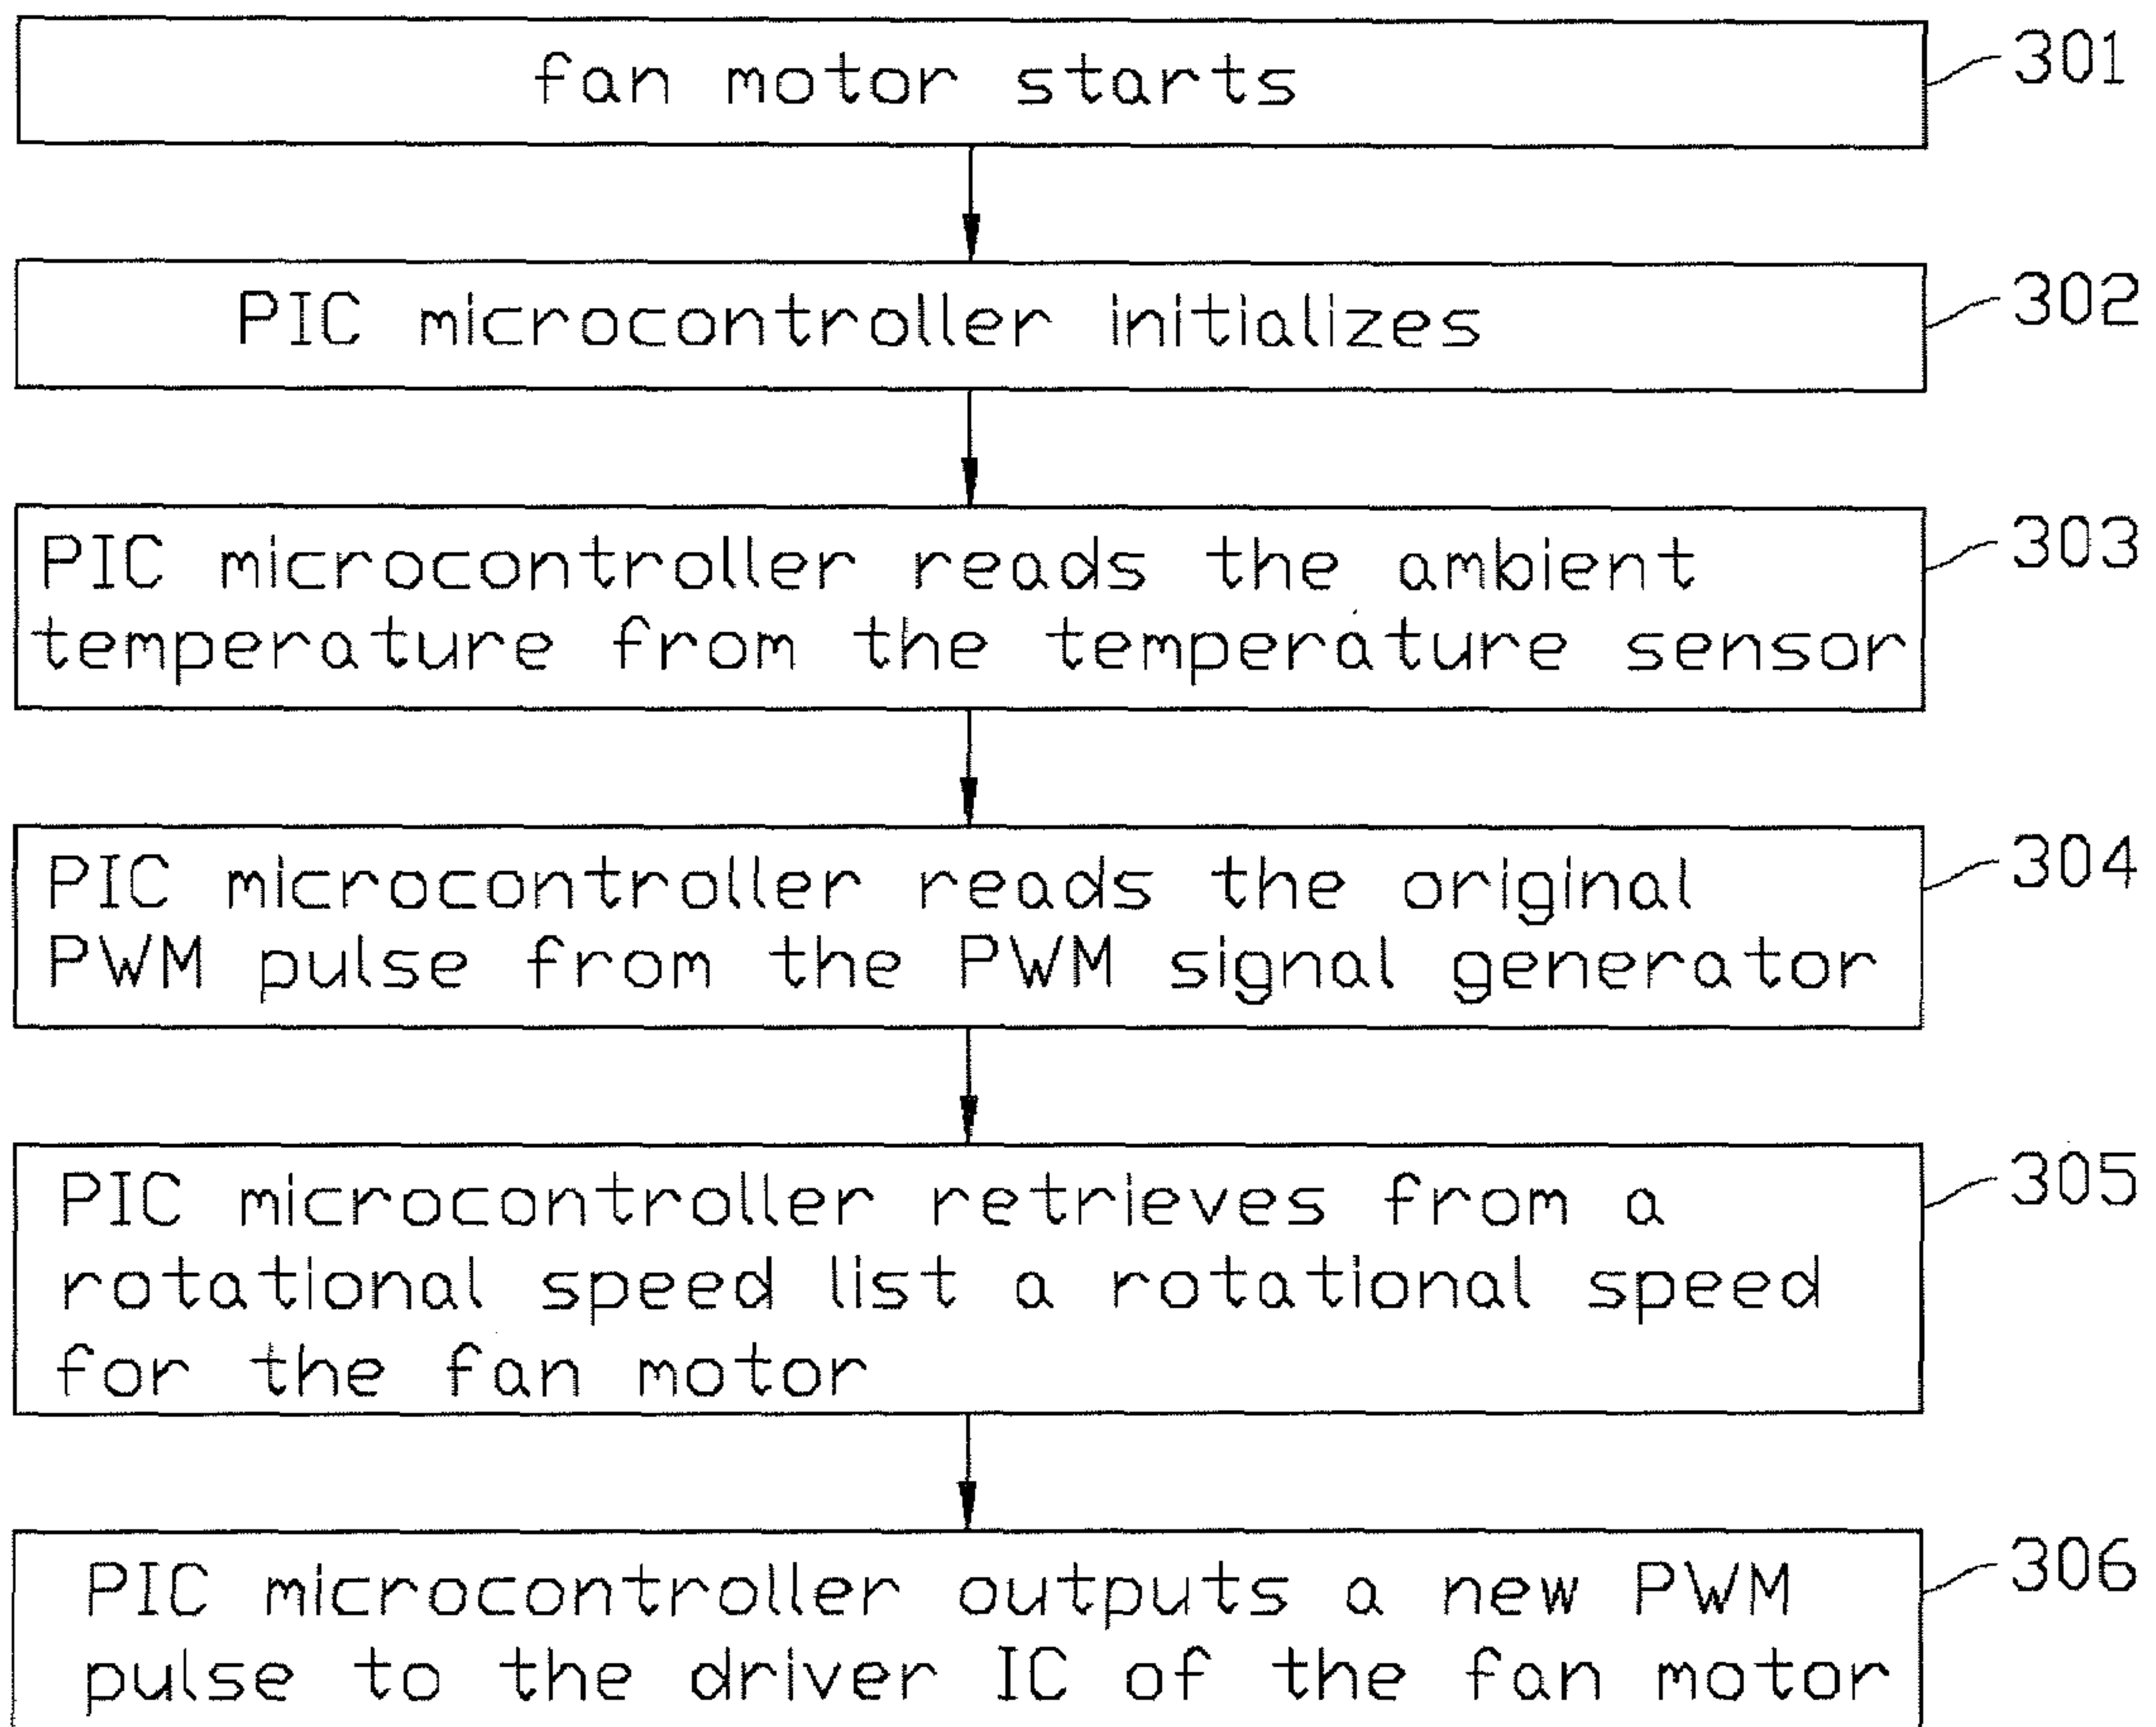 fan motor starts
301
PIC microcontroller initializes
302
PIC microcontroller reads the ambient
temperature from the temperature sensor
303
PIC microcontroller reads the original
PWM pulse from the PWM signal generator
304
PIC microcontroller retrieves from a
rotational speed list a rotational speed
for the fan motor
305
PIC microcontroller outputs a new PWM
pulse to the driver IC of the fan motor
306